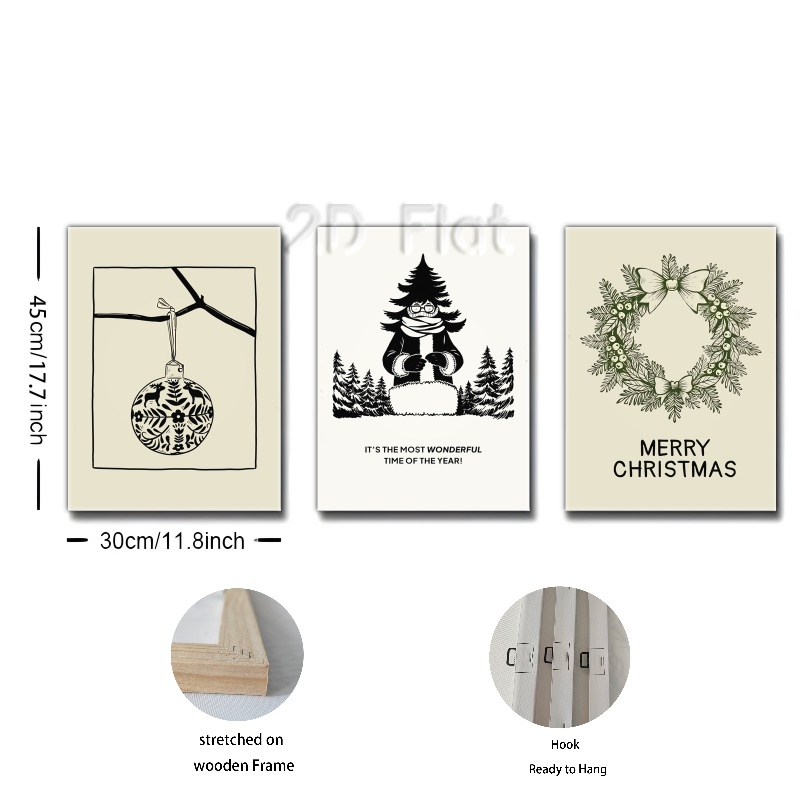 2D Flat
45cm/17.7inch
IT'S THE MOST WONDERFUL
TIME OF THE YEAR!
MERRY
CHRISTMAS
30cm/11.8inch
stretched on
wooden Frame
Hook
Ready to Hang